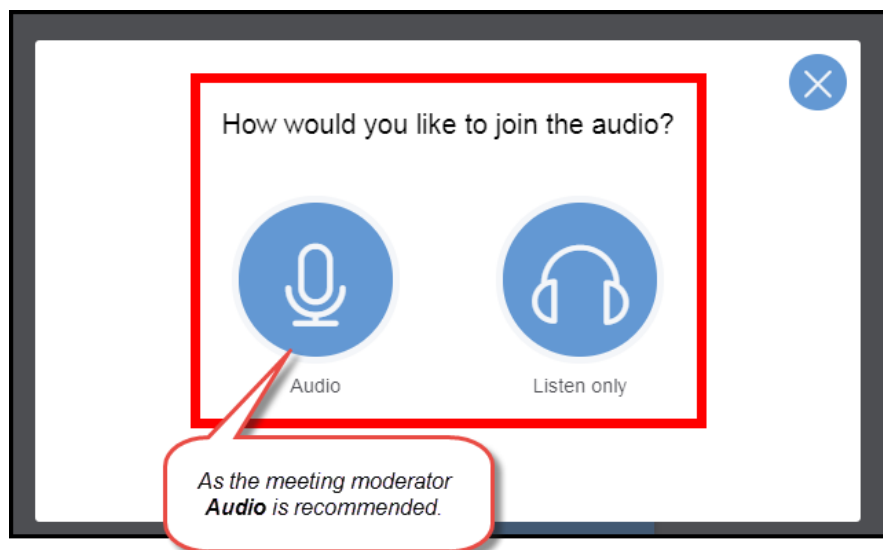 How would you like to join the audio?
Audio
Listen only
As the meeting moderator
Audio is recommended.